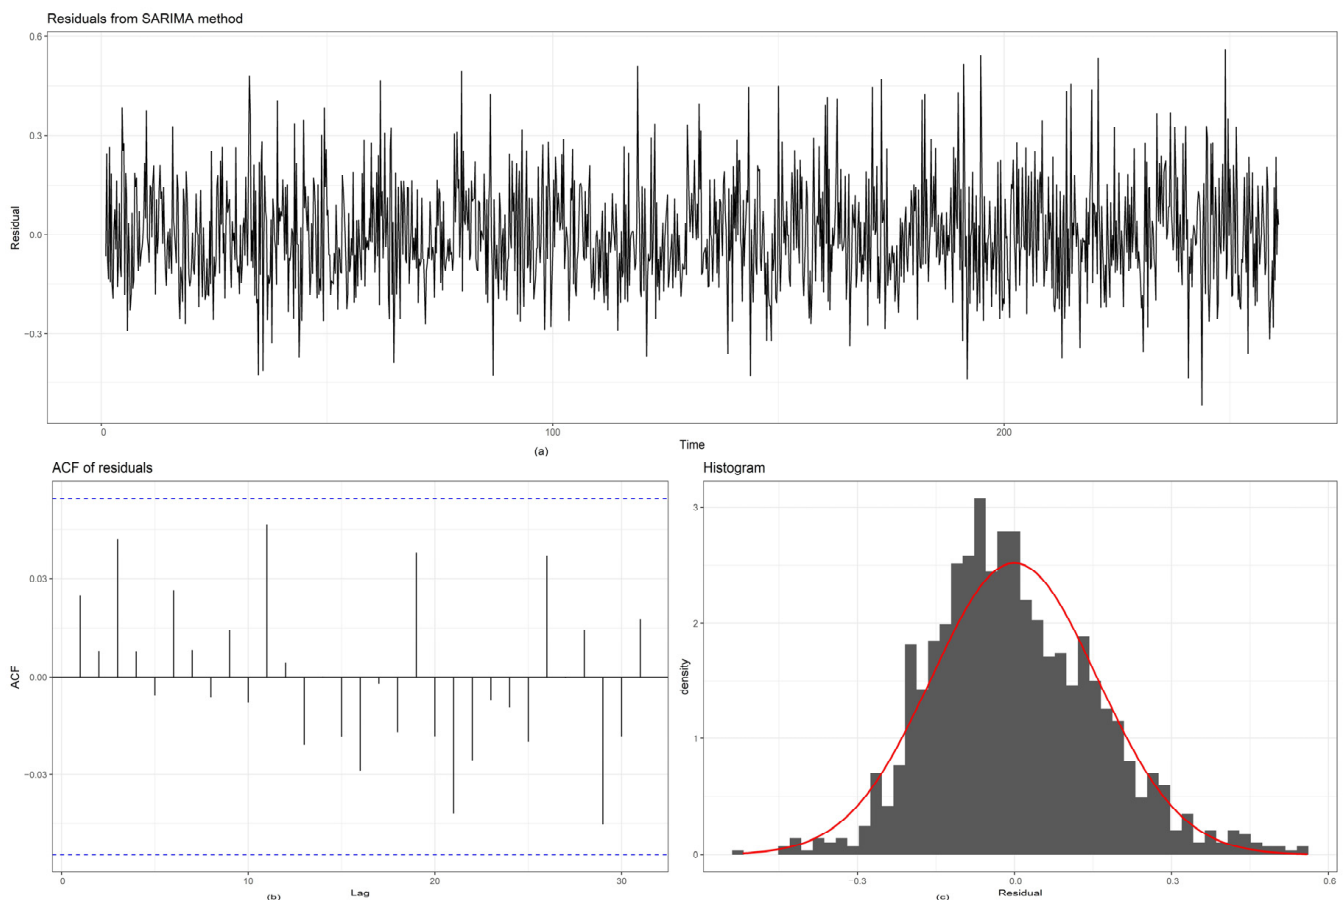 Residuals from SARIMA method
0.6
0.3
0.0
−0.3
Residual
0
100
200
Time
(a)
ACF of residuals
0.03
0.00
−0.03
ACF
0
10
20
30
Lag
(b)
Histogram
3
2
1
0
density
−0.3
0.0
0.3
0.6
Residual
(c)